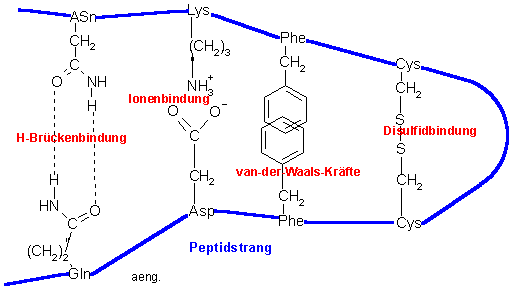 ASn
Lys
Phe
Cys
CH2
(CH2)3
CH2
CH2
O
NH
NH3+
H
Ionenbindung
O
O−
S
H-Brückenbindung
Disulfidbindung
S
H
CH2
van-der-Waals-Kräfte
CH2
HN
O
CH2
(CH2)2
Asp
Phe
Cys
Peptidstrang
Gln
aeng.